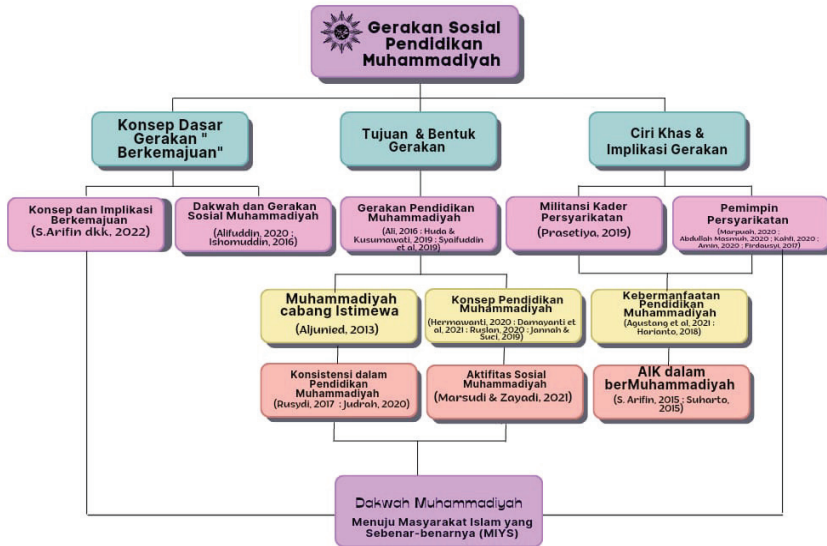 Gerakan Sosial
Pendidikan
Muhammadiyah
Konsep Dasar
Gerakan "
Berkemajuan"
Tujuan & Bentuk
Gerakan
Ciri Khas &
Implikasi Gerakan
Konsep dan Implikasi
Berkemajuan
(S.Arifin dkk, 2022)
Dakwah dan Gerakan
Sosial Muhammadiyah
(Alifuddin, 2020 ;
Ishomuddin, 2016)
Gerakan Pendidikan
Muhammadiyah
(Ali, 2016 ; Huda &
Kusumawati, 2019 ; Syaifuddin
et al, 2019)
Militansi Kader
Persyarikatan
(Prasetiya, 2019)
Pemimpin
Persyarikatan
(Marpuah, 2020 ;
Abdullah Masmuh, 2020 ; Kahfi, 2020 ;
Amin, 2020 ; Firdausyi, 2017)
Muhammadiyah
cabang Istimewa
(Aljunied, 2013)
Konsep Pendidikan
Muhammadiyah
(Hermawanti, 2020 ; Damayanti et
al, 2021 ; Ruslan, 2020 ; Jannah &
Suci, 2019)
Kebermanfaatan
Pendidikan
Muhammadiyah
(Agustang et al, 2021 ;
Harianto, 2018)
Konsistensi dalam
Pendidikan
Muhammadiyah
(Rusydi, 2017 ; Judrah, 2020)
Aktifitas Sosial
Muhammadiyah
(Marsudi & Zayadi, 2021)
AIK dalam
berMuhammadiyah
(S. Arifin, 2015 ; Suharto,
2015)
Dakwah Muhammadiyah
Menuju Masyarakat Islam yang
Sebenar-benarnya (MIYS)